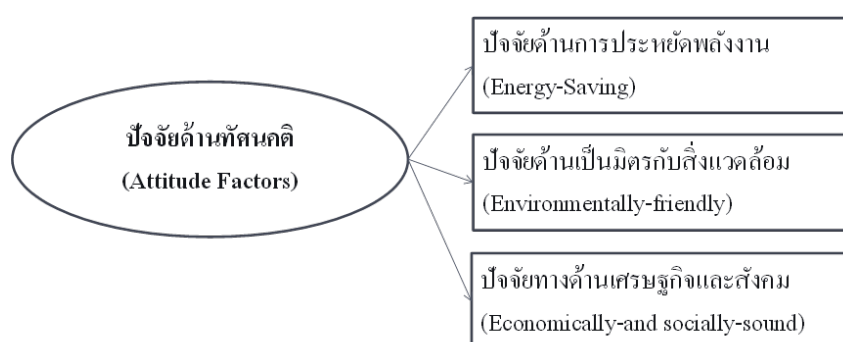 ปัจจัยด้านทัศนคติ
(Attitude Factors)
ปัจจัยด้านการประหยัดพลังงาน
(Energy-Saving)
ปัจจัยด้านเป็นมิตรกับสิ่งแวดล้อม
(Environmentally-friendly)
ปัจจัยทางด้านเศรษฐกิจและสังคม
(Economically-and socially-sound)